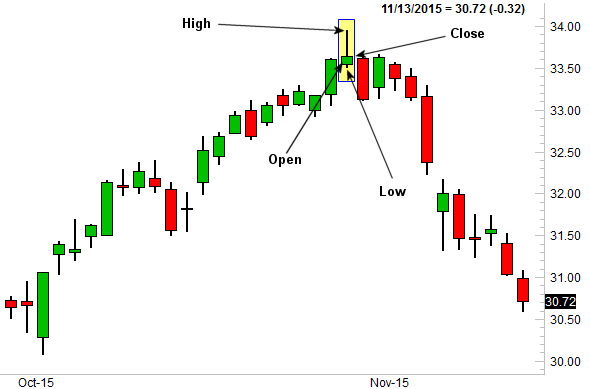 11/13/2015 = 30.72 (-0.32)
High
Close
Open
Low
34.00
33.50
33.00
32.50
32.00
31.50
31.00
30.72
30.50
30.00
Oct-15
Nov-15